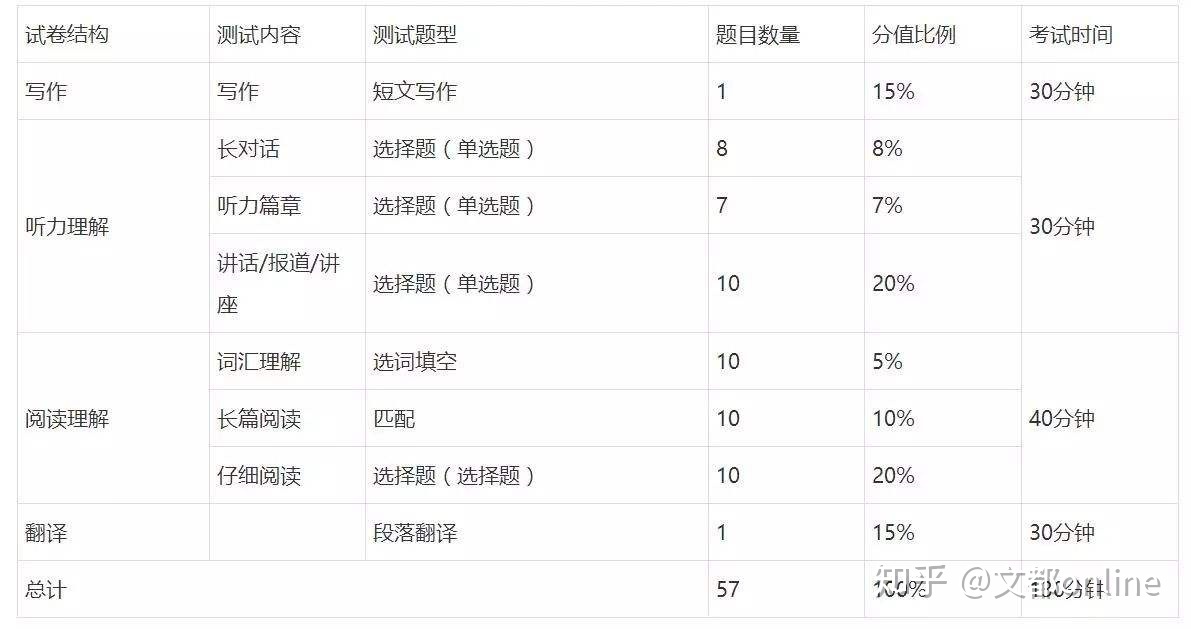 试卷结构 测试内容 测试题型 题目数量 分值比例 考试时间
写作 写作 短文写作 1 15% 30分钟
听力理解 长对话 选择题（单选题） 8 8% 30分钟
听力篇章 选择题（单选题） 7 7%
讲话/报道/讲
座 选择题（单选题） 10 20%
阅读理解 词汇理解 选词填空 10 5% 40分钟
长篇阅读 匹配 10 10%
仔细阅读 选择题（选择题） 10 20%
翻译 段落翻译 1 15% 30分钟
总计 57 100% 130分钟
知乎 @文都online